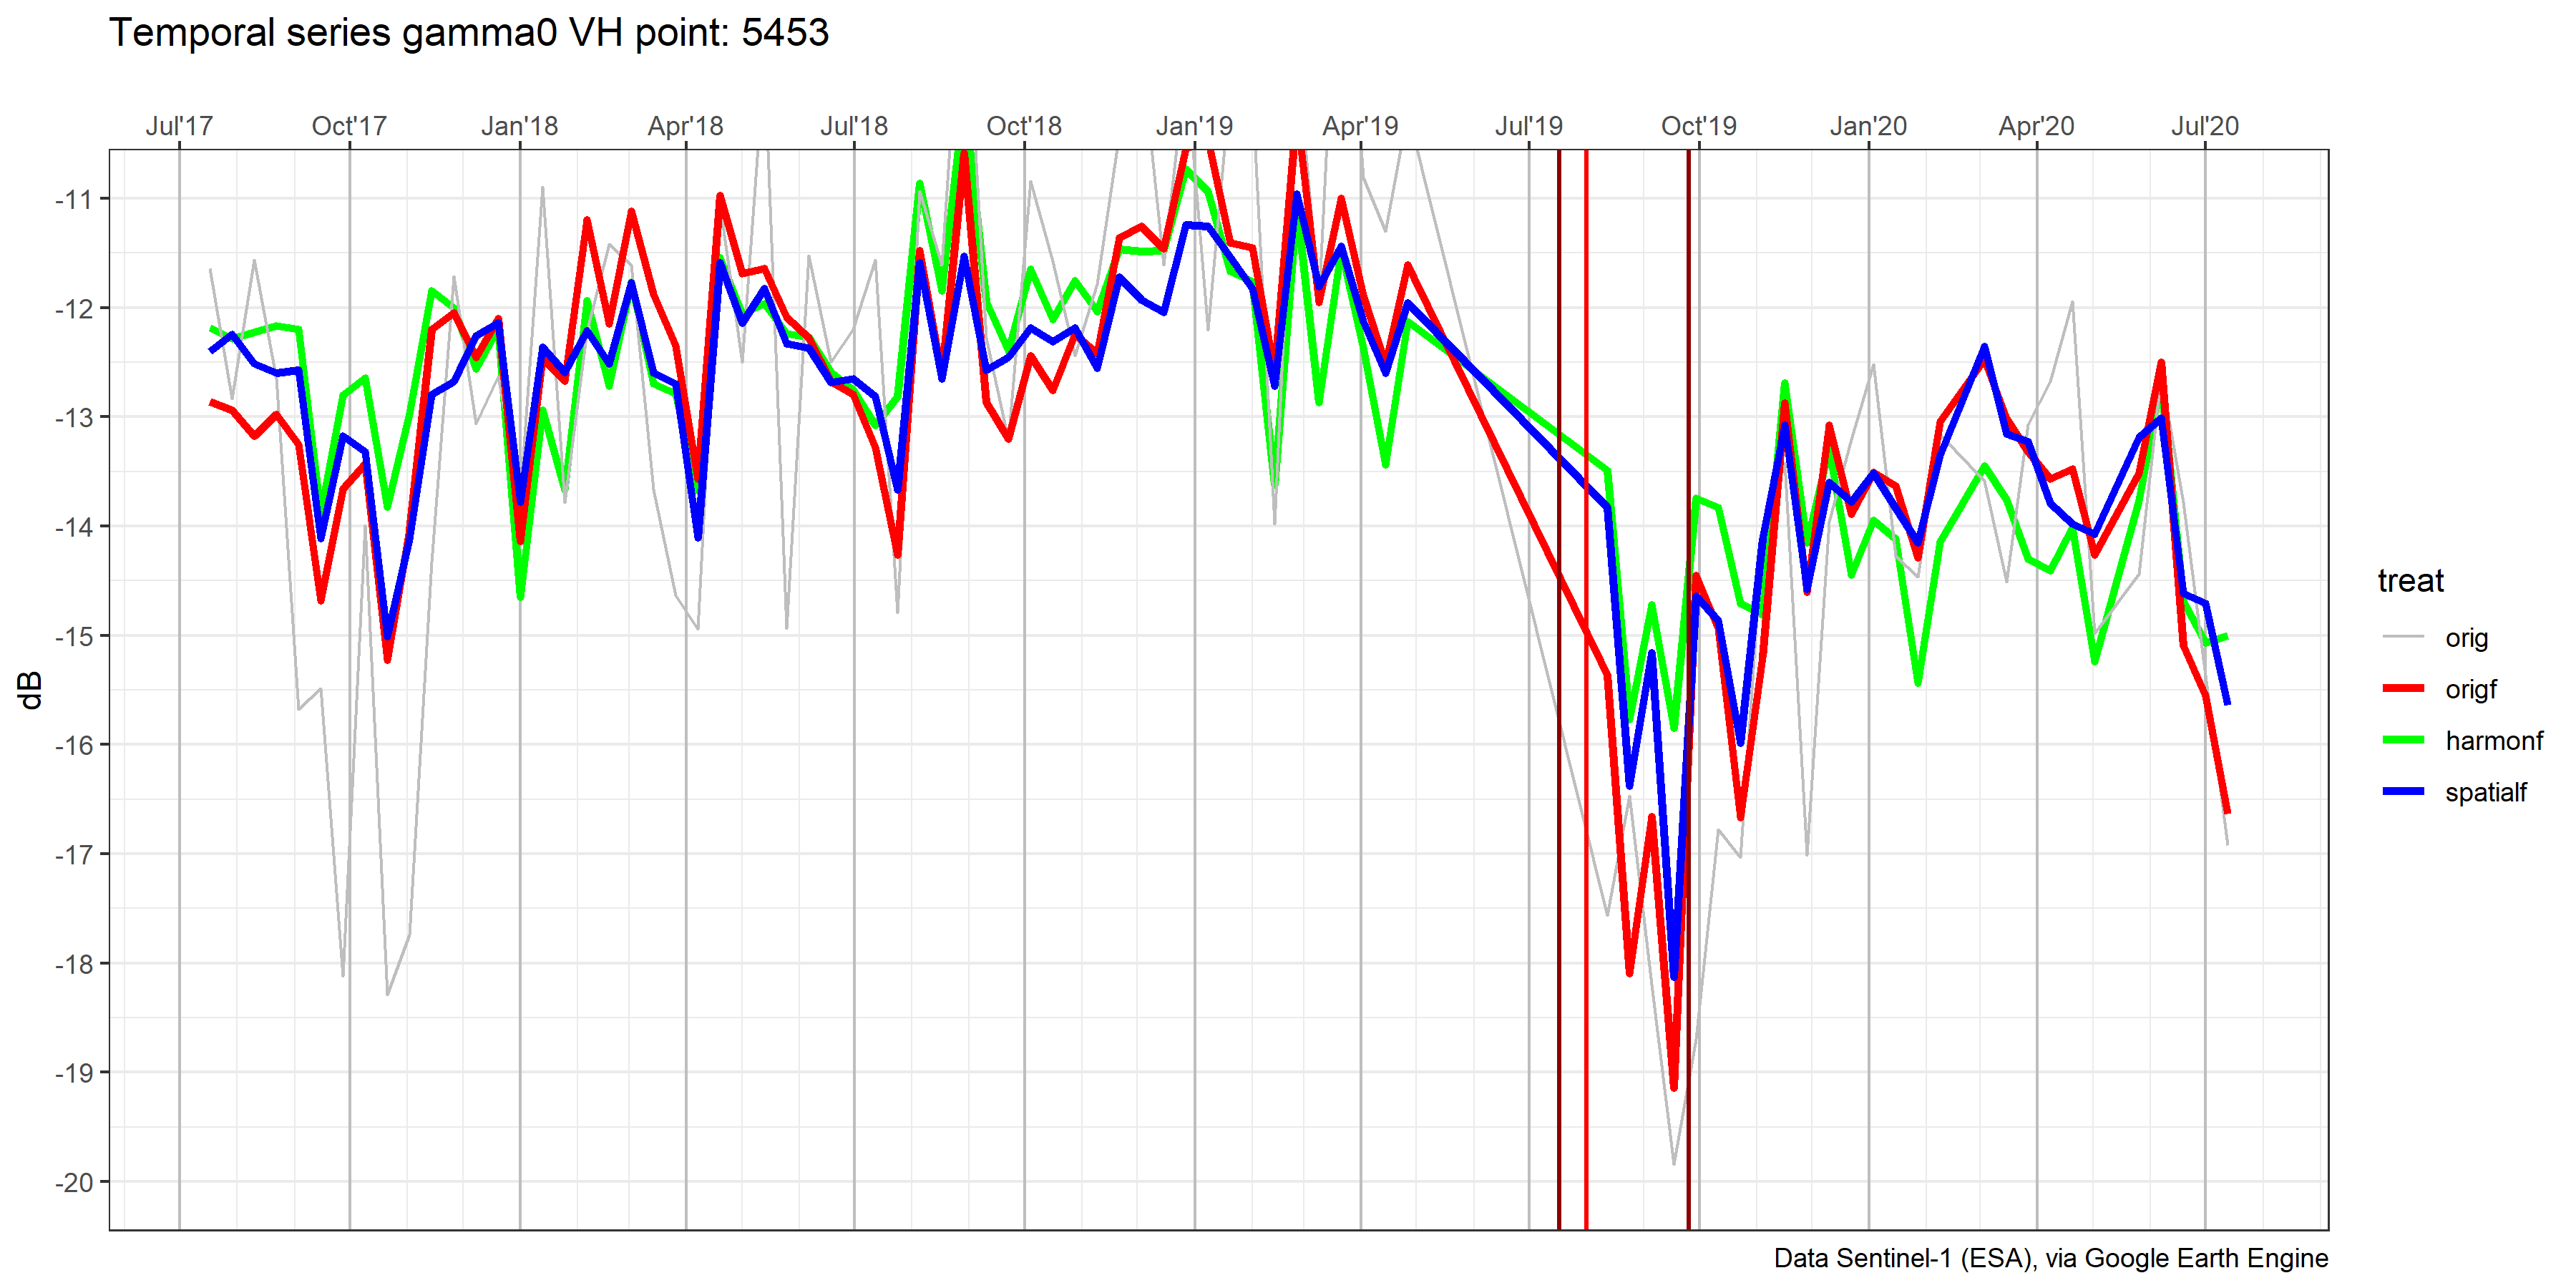 Temporal series gamma0 VH point: 5453
Jul'17 Oct'17 Jan'18 Apr'18 Jul'18 Oct'18 Jan'19 Apr'19 Jul'19 Oct'19 Jan'20 Apr'20 Jul'20
-11
-12
-13
-14
-15
-16
-17
-18
-19
-20
dB
treat
orig
origf
harmonf
spatialf
Data Sentinel-1 (ESA), via Google Earth Engine